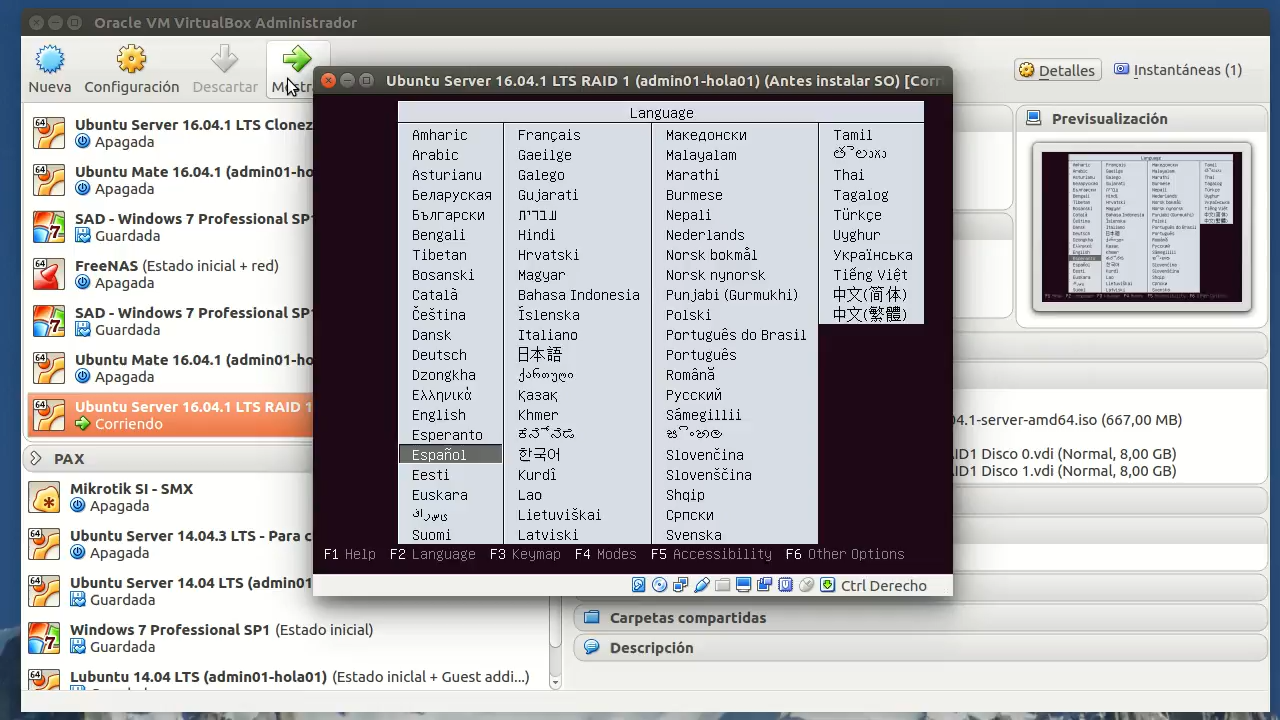 Oracle VM VirtualBox Administrador
Nueva
Configuración
Descartar
Detalles
Instantáneas (1)
Ubuntu Server 16.04.1 LTS Clonez
Apagada
Ubuntu Mate 16.04.1 (admin01-ho
Apagada
SAD - Windows 7 Professional SP1
Guardada
FreeNAS (Estado inicial + red)
Apagada
SAD - Windows 7 Professional SP1
Guardada
Ubuntu Mate 16.04.1 (admin01-ho
Apagada
Ubuntu Server 16.04.1 LTS RAID 1
Corriendo
PAX
Mikrotik SI - SMX
Apagada
Ubuntu Server 14.04.3 LTS - Para c
Apagada
Ubuntu Server 14.04 LTS (admin01
Guardada
Windows 7 Professional SP1 (Estado inicial)
Guardada
Lubuntu 14.04 LTS (admin01-hola01) (Estado inicial + Guest addi...)
Ubuntu Server 16.04.1 LTS RAID 1 (admin01-hola01) (Antes instalar SO) [Corr
Language
Amharic
Arabic
Asturianu
Беларуская
Български
Bengali
Tibetan
Bosanski
Català
Čeština
Dansk
Deutsch
Dzongkha
Ελληνικά
English
Esperanto
Español
Eesti
Euskara
Suomi
Français
Gaeilge
Galego
Gujarati
עברית
Hindi
Hrvatski
Magyar
Bahasa Indonesia
Íslenska
Italiano
日本語
ქართული
Қазақ
Khmer
한국어
Kurdî
Lao
Lietuviškai
Latviski
Македонски
Malayalam
Marathi
Burmese
Nepali
Nederlands
Norsk bokmål
Norsk nynorsk
Punjabi (Gurmukhi)
Polski
Português do Brasil
Português
Română
Русский
Sámegillii
Slovenčina
Slovenščina
Shqip
Српски
Svenska
Tamil
Thai
Tagalog
Türkçe
Uyghur
Українська
Tiếng Việt
中文(简体)
中文(繁體)
F1 Help F2 Language F3 Keymap F4 Modes F5 Accessibility F6 Other Options
Ctrl Derecho
Previsualización
04.1-server-amd64.iso (667,00 MB)
ID1 Disco 0.vdi (Normal, 8,00 GB)
ID1 Disco 1.vdi (Normal, 8,00 GB)
Carpetas compartidas
Descripción